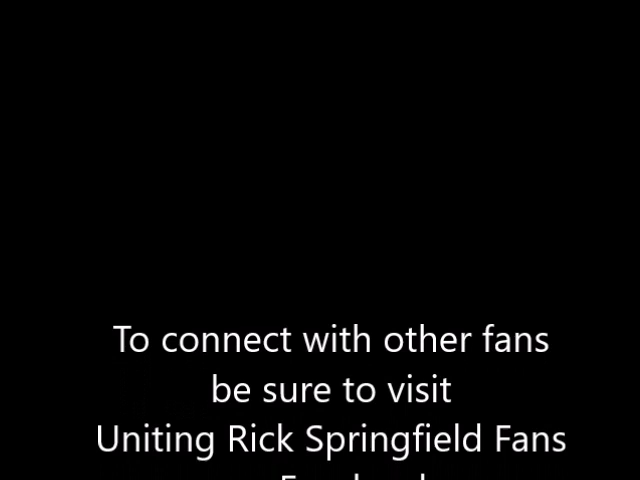 To connect with other fans
be sure to visit
Uniting Rick Springfield Fans